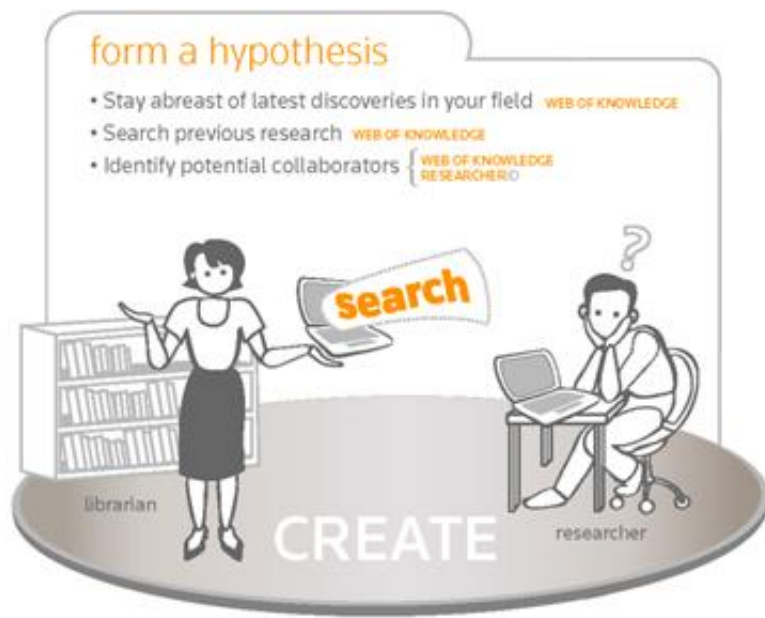 form a hypothesis
• Stay abreast of latest discoveries in your field WEB OF KNOWLEDGE
• Search previous research WEB OF KNOWLEDGE
• Identify potential collaborators { WEB OF KNOWLEDGE
RESEARCHERID
?
search
librarian
CREATE
researcher